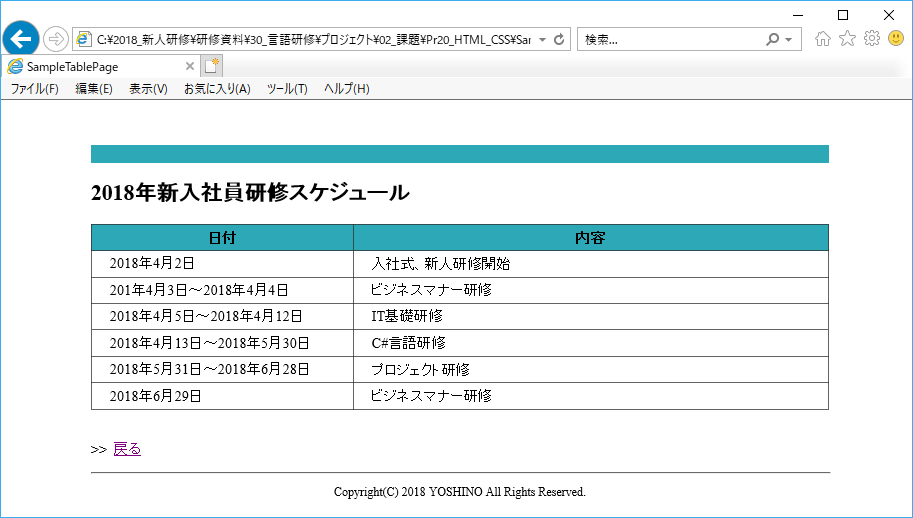 C:¥2018_新人研修¥研修資料¥30_言語研修¥プロジェクト¥02_課題¥Pr20_HTML_CSS¥Sar
検索...
SampleTablePage
ファイル(F) 編集(E) 表示(V) お気に入り(A) ツール(T) ヘルプ(H)
2018年新入社員研修スケジュール
日付 内容
2018年4月2日 入社式、新人研修開始
201年4月3日～2018年4月4日 ビジネスマナー研修
2018年4月5日～2018年4月12日 IT基礎研修
2018年4月13日～2018年5月30日 C#言語研修
2018年5月31日～2018年6月28日 プロジェクト研修
2018年6月29日 ビジネスマナー研修
>> 戻る
Copyright(C) 2018 YOSHINO All Rights Reserved.